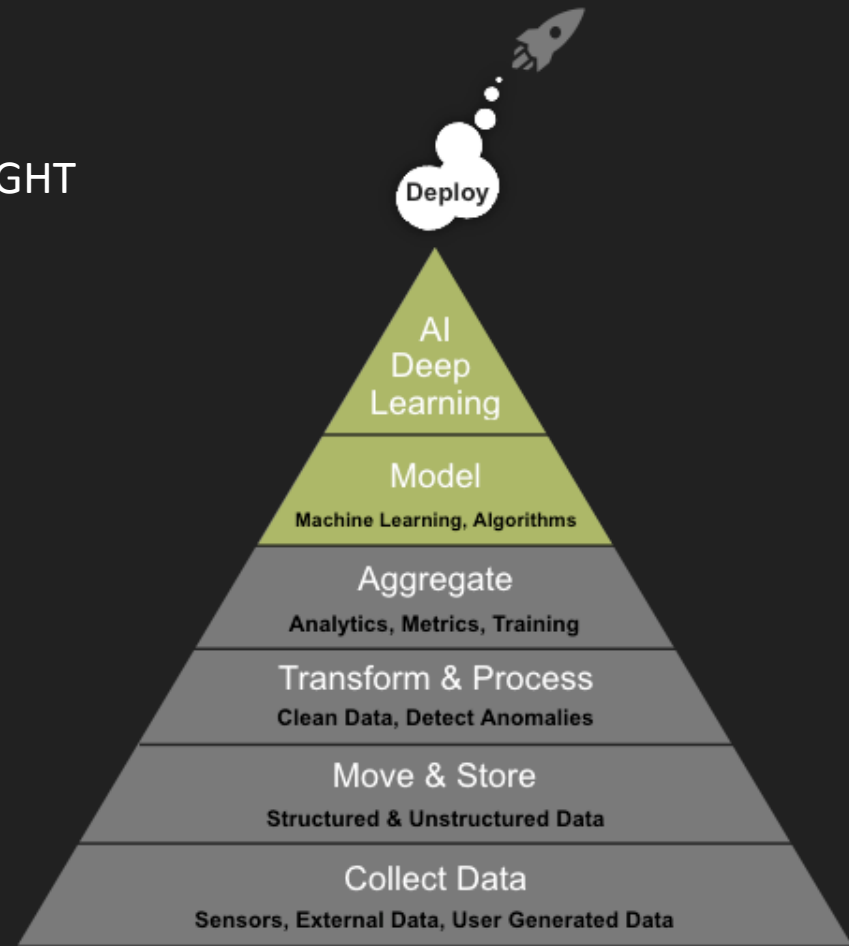 GHT
Deploy
AI
Deep
Learning
Model
Machine Learning, Algorithms
Aggregate
Analytics, Metrics, Training
Transform & Process
Clean Data, Detect Anomalies
Move & Store
Structured & Unstructured Data
Collect Data
Sensors, External Data, User Generated Data